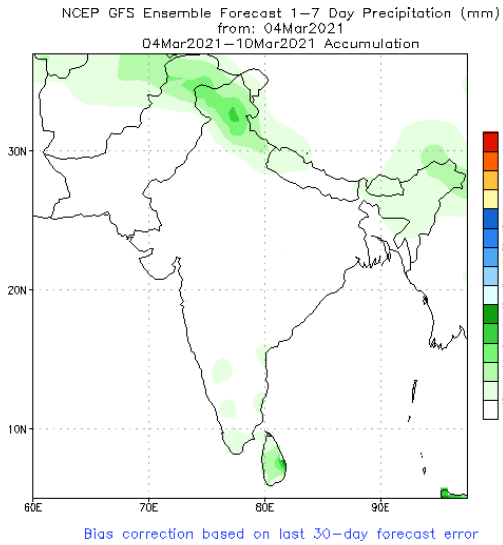 NCEP GFS Ensemble Forecast 1-7 Day Precipitation (mm)
from: 04Mar2021
04Mar2021-10Mar2021 Accumulation
30N
20N
10N
60E
70E
80E
90E
Bias correction based on last 30-day forecast error